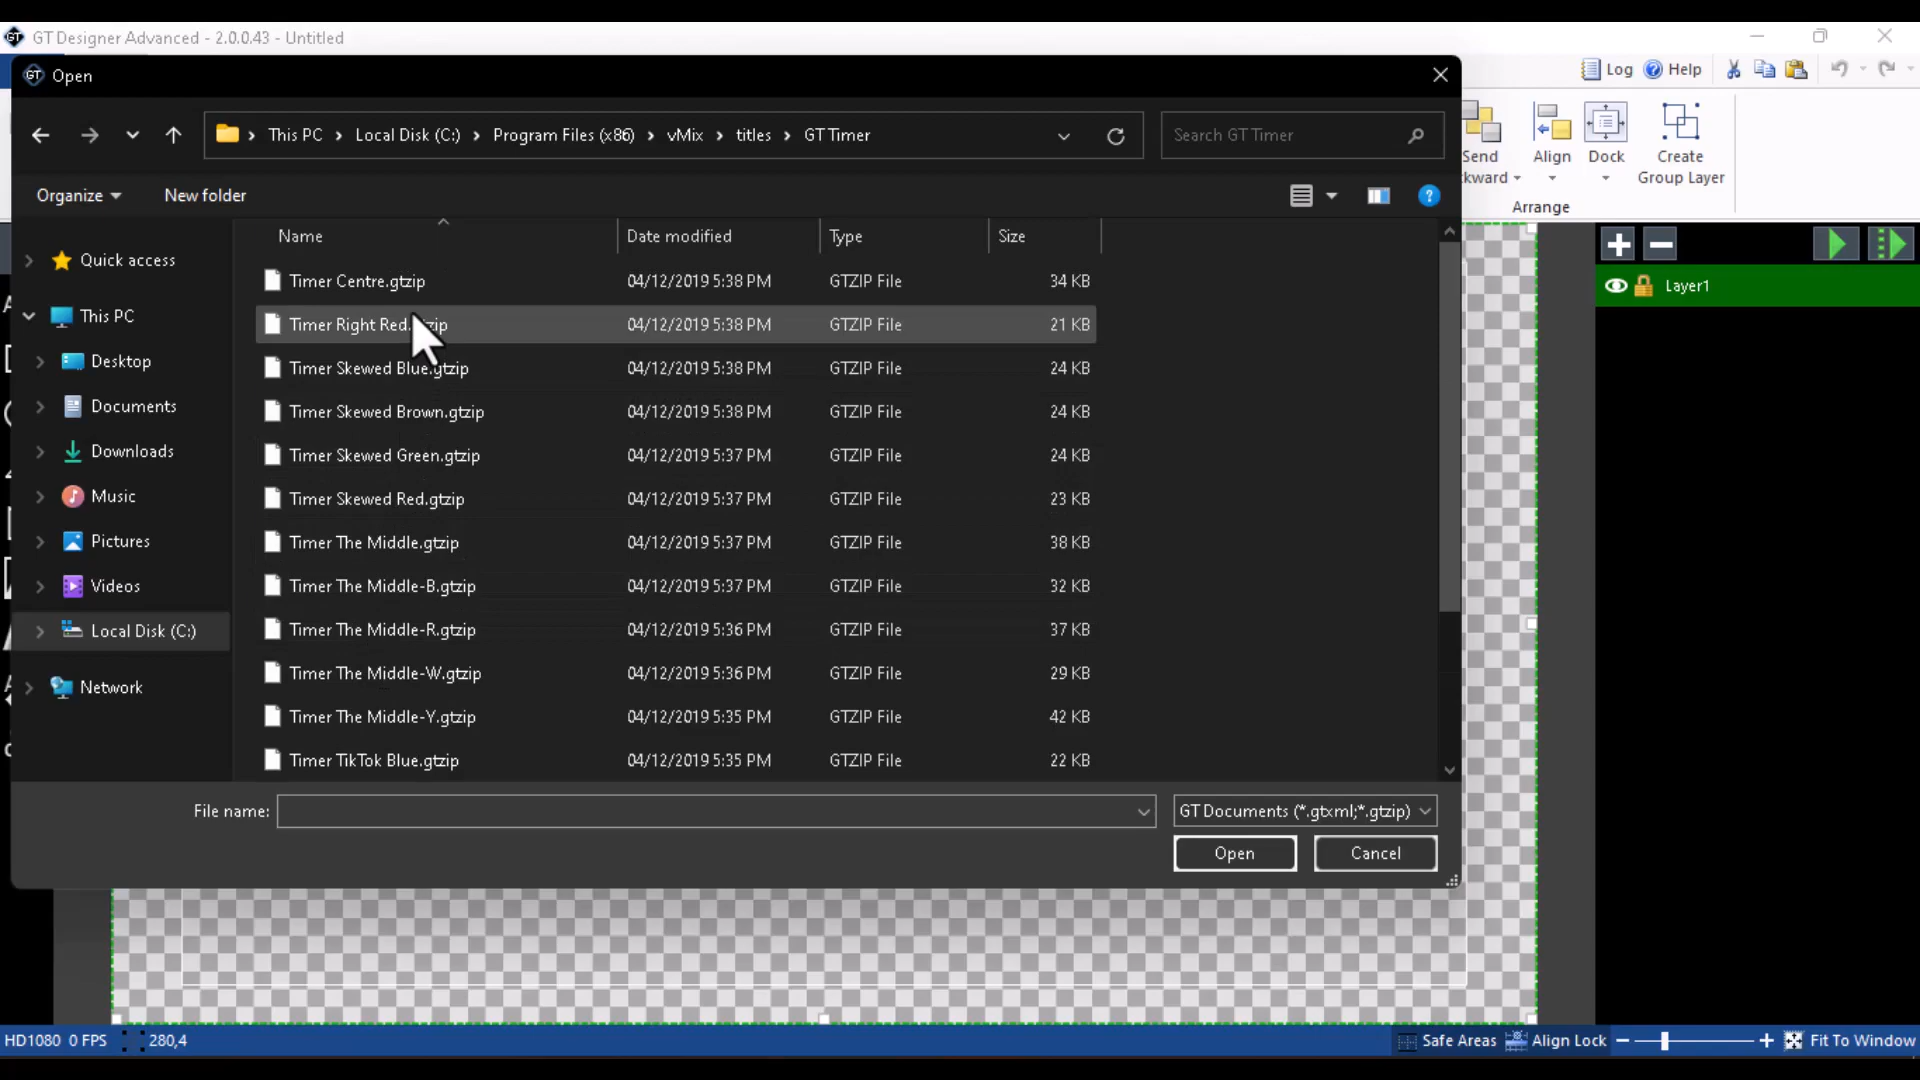 GT Designer Advanced - 2.0.0.43 - Untitled
Open
Log Help
This PC > Local Disk (C:) > Program Files (x86) > vMix > titles > GT Timer
Search GT Timer
Send
kward
Align
Dock
Create
Group Layer
Arrange
Organize
New folder
Name Date modified Type Size
Timer Centre.gtzip 04/12/2019 5:38 PM GTZIP File 34 KB
Timer Right Red.gtzip 04/12/2019 5:38 PM GTZIP File 21 KB
Timer Skewed Blue.gtzip 04/12/2019 5:38 PM GTZIP File 24 KB
Timer Skewed Brown.gtzip 04/12/2019 5:38 PM GTZIP File 24 KB
Timer Skewed Green.gtzip 04/12/2019 5:37 PM GTZIP File 24 KB
Timer Skewed Red.gtzip 04/12/2019 5:37 PM GTZIP File 23 KB
Timer The Middle.gtzip 04/12/2019 5:37 PM GTZIP File 38 KB
Timer The Middle-B.gtzip 04/12/2019 5:37 PM GTZIP File 32 KB
Timer The Middle-R.gtzip 04/12/2019 5:36 PM GTZIP File 37 KB
Timer The Middle-W.gtzip 04/12/2019 5:36 PM GTZIP File 29 KB
Timer The Middle-Y.gtzip 04/12/2019 5:35 PM GTZIP File 42 KB
Timer TikTok Blue.gtzip 04/12/2019 5:35 PM GTZIP File 22 KB
Quick access
This PC
Desktop
Documents
Downloads
Music
Pictures
Videos
Local Disk (C:)
Network
Layer1
File name:
GT Documents (*.gtxml;*.gtzip)
Open
Cancel
HD1080 0 FPS 280,4
Safe Areas Align Lock Fit To Window